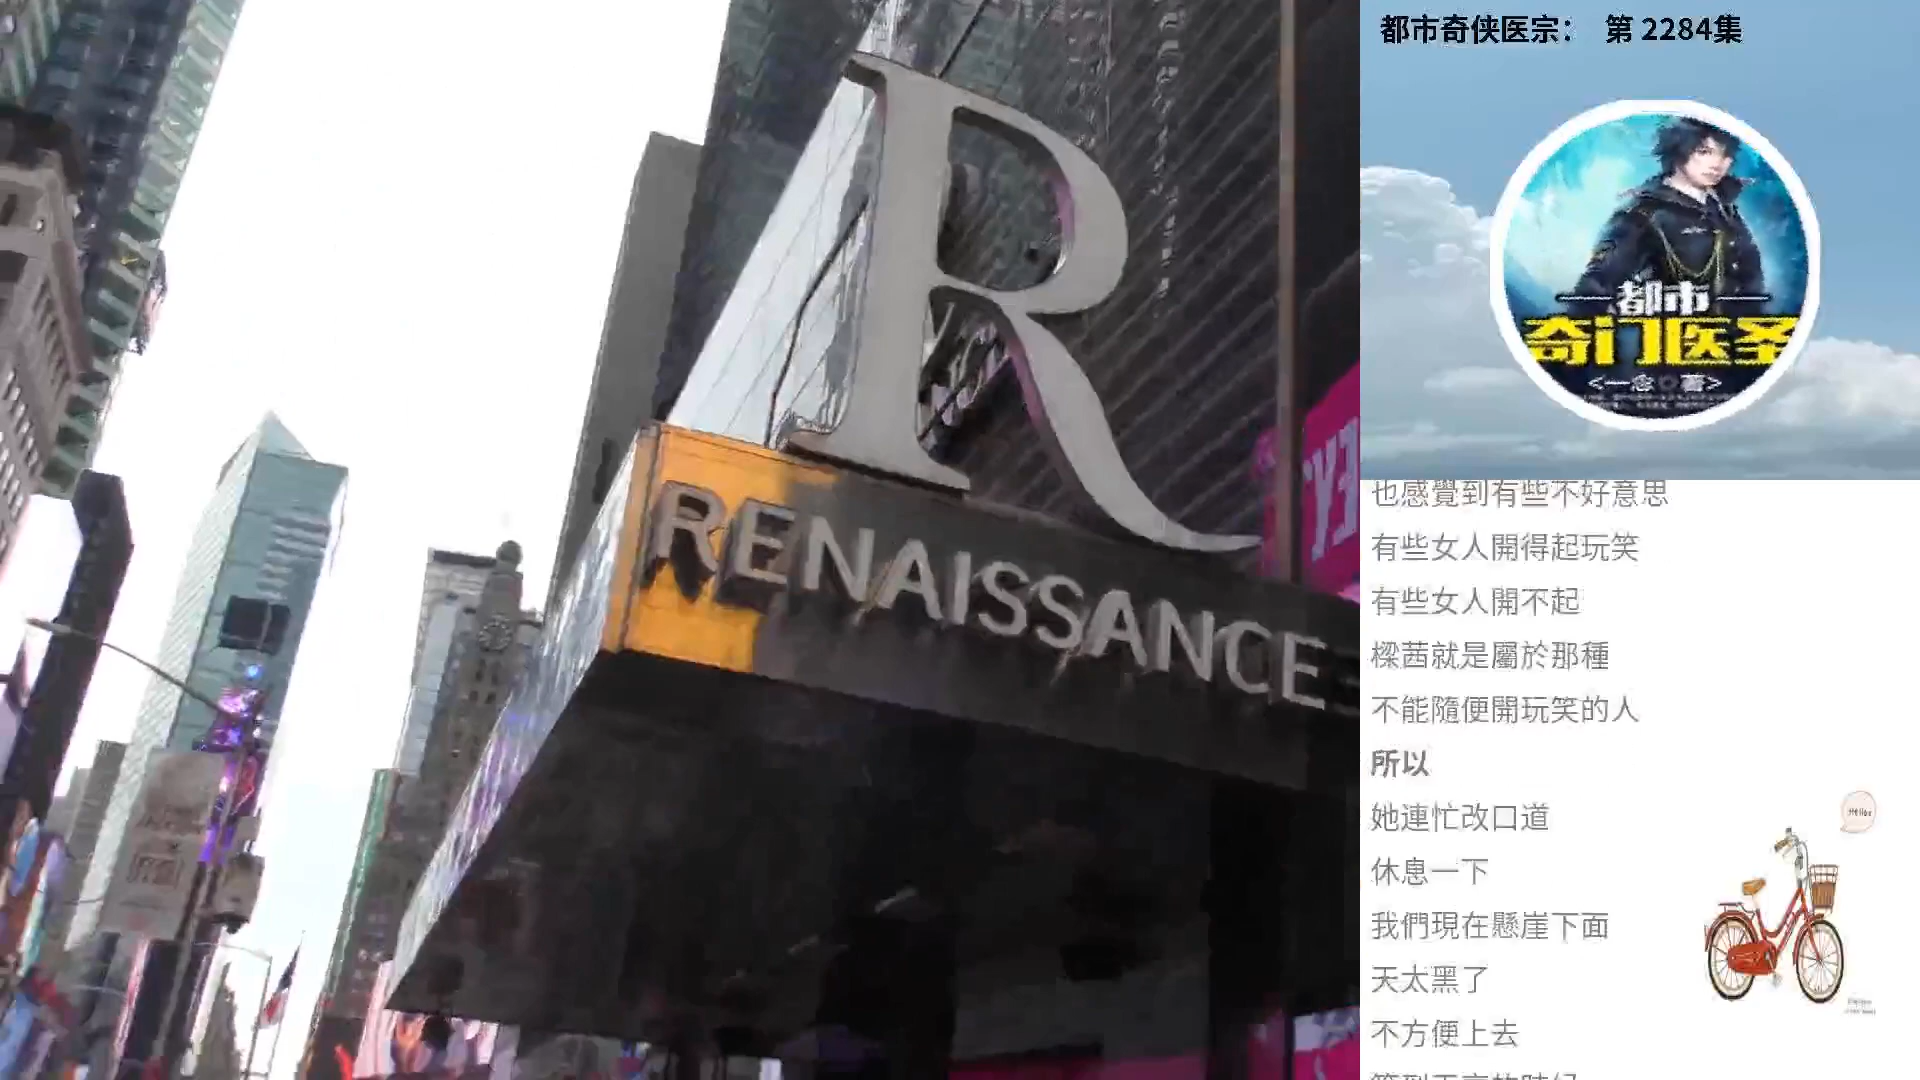 R
RENAISSANCE
都市奇侠医宗： 第 2284集
都市
奇门医圣
也感覺到有些不好意思
有些女人開得起玩笑
有些女人開不起
樑茜就是屬於那種
不能隨便開玩笑的人
所以
她連忙改口道
休息一下
我們現在懸崖下面
天太黑了
不方便上去
Hello